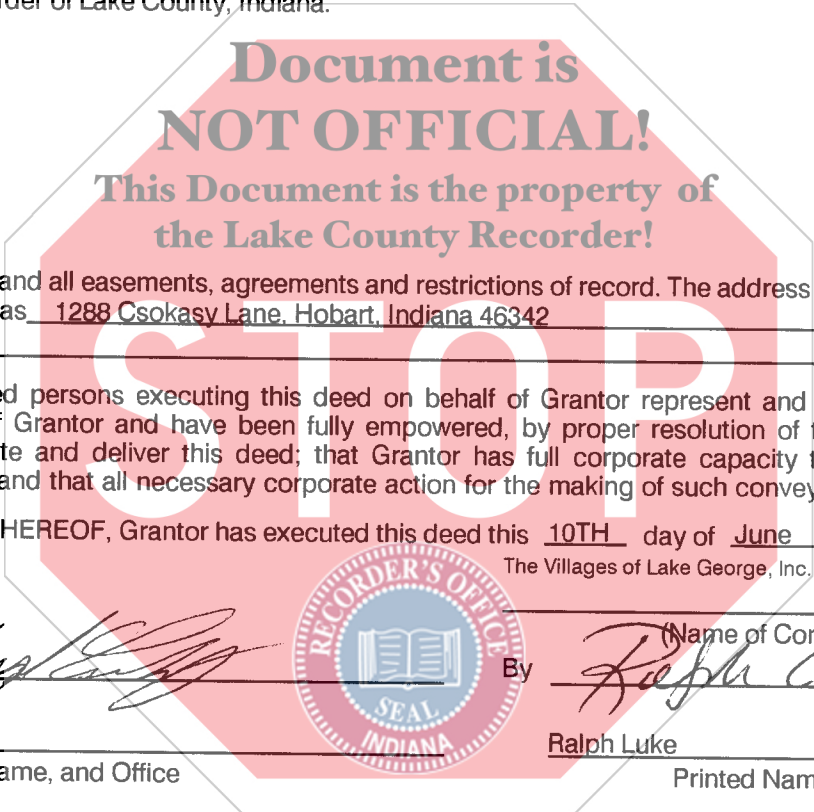 rder of Lake County, Indiana.
Document is
NOT OFFICIAL!
This Document is the property of
the Lake County Recorder!
STOP
and all easements, agreements and restrictions of record. The address
as 1288 Csokasy Lane, Hobart, Indiana 46342
d persons executing this deed on behalf of Grantor represent and
f Grantor and have been fully empowered, by proper resolution of t
te and deliver this deed; that Grantor has full corporate capacity t
and that all necessary corporate action for the making of such convey
HEREOF, Grantor has executed this deed this 10TH day of June
The Villages of Lake George, Inc.
(Name of Cor
RECORDER'S OFFICE
SEAL
INDIANA
By Ralph
Ralph Luke
ame, and Office
Printed Nam